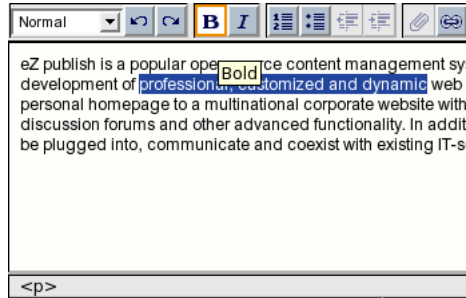 Normal B I
eZ publish is a popular ope rce content management sy
Bold
development of professional, customized and dynamic web
personal homepage to a multinational corporate website with
discussion forums and other advanced functionality. In addit
be plugged into, communicate and coexist with existing IT-s
<p>